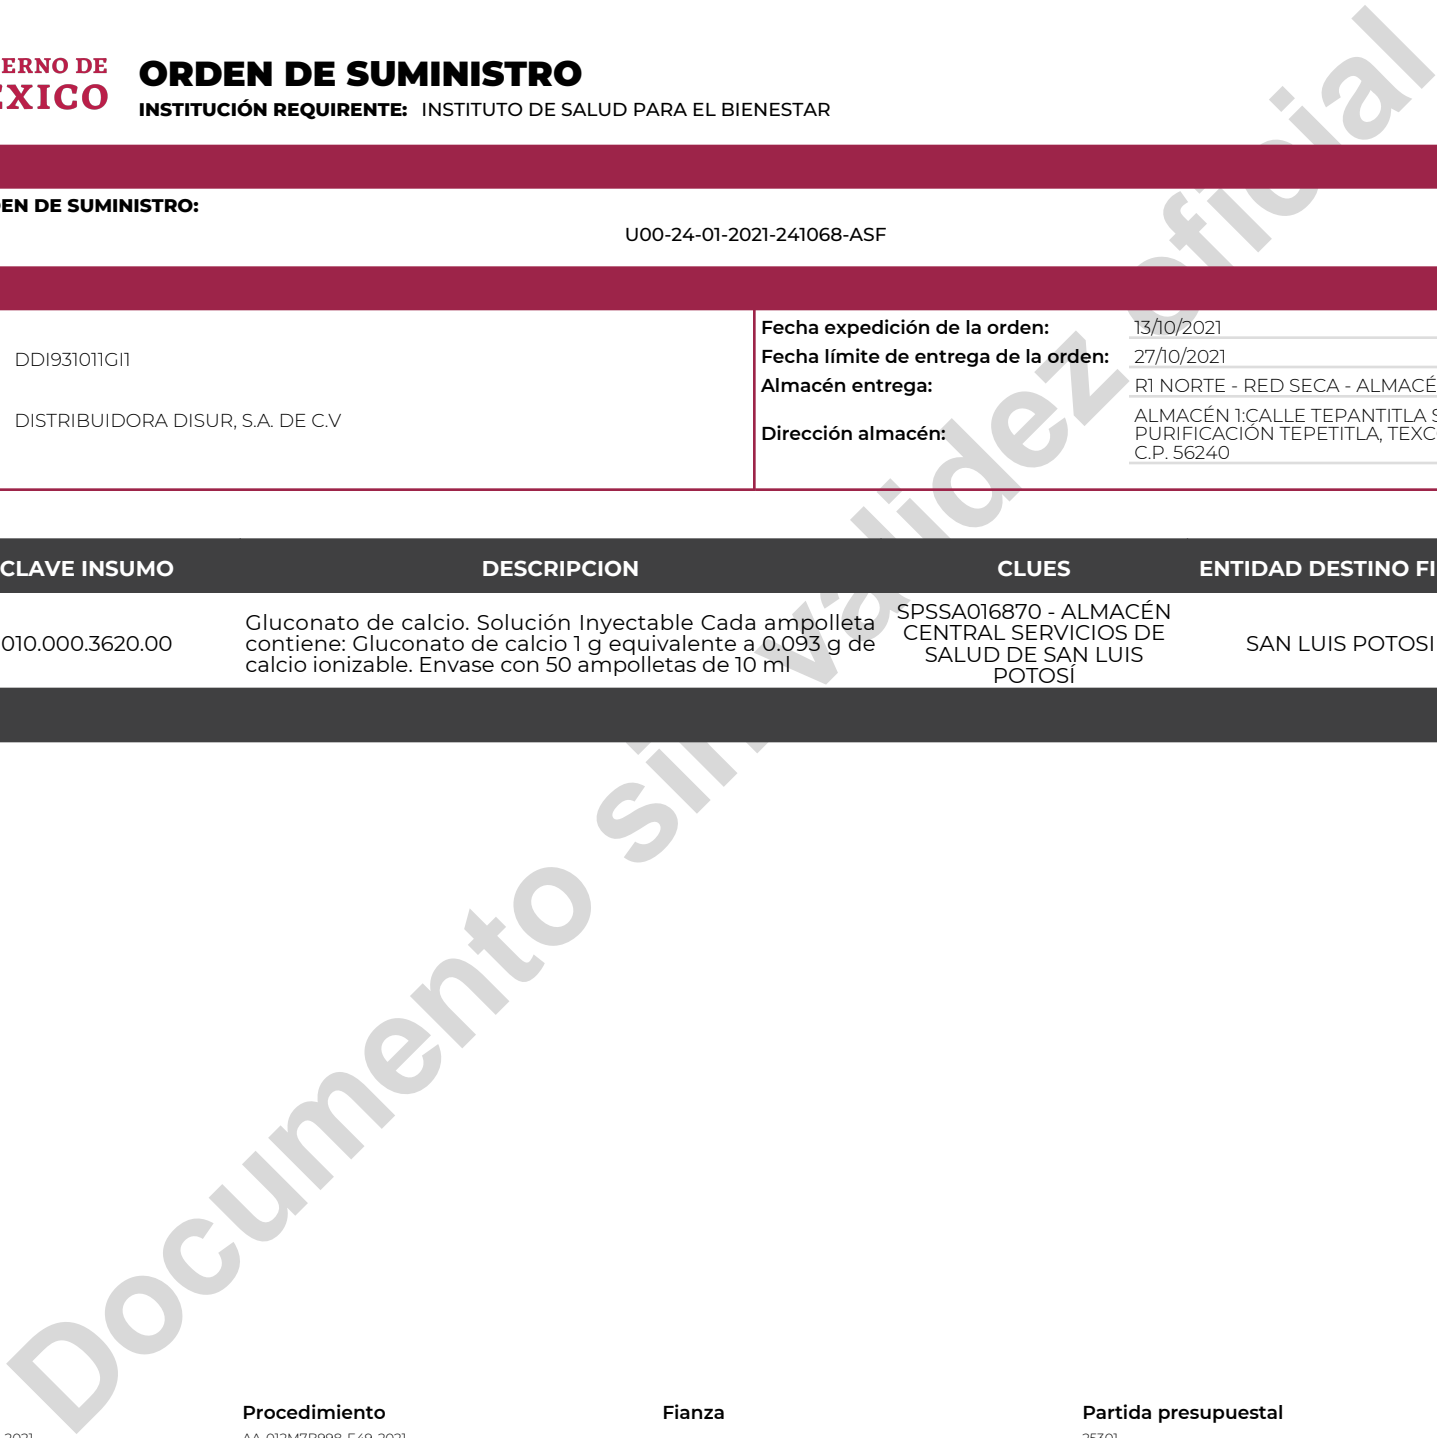 ERNO DE
ORDEN DE SUMINISTRO
EXICO
INSTITUCIÓN REQUIRENTE: INSTITUTO DE SALUD PARA EL BIENESTAR
EN DE SUMINISTRO:
U00-24-01-2021-241068-ASF
DDI931011GI1
DISTRIBUIDORA DISUR, S.A. DE C.V
Fecha expedición de la orden: 13/10/2021
Fecha límite de entrega de la orden: 27/10/2021
Almacén entrega: R1 NORTE - RED SECA - ALMACÉ
Dirección almacén: ALMACÉN 1:CALLE TEPANTITLA S
PURIFICACIÓN TEPETITLA, TEXC
C.P. 56240
CLAVE INSUMO DESCRIPCION CLUES ENTIDAD DESTINO FI
010.000.3620.00
Gluconato de calcio. Solución Inyectable Cada ampolleta
contiene: Gluconato de calcio 1 g equivalente a 0.093 g de
calcio ionizable. Envase con 50 ampolletas de 10 ml
SPSSA016870 - ALMACÉN
CENTRAL SERVICIOS DE
SALUD DE SAN LUIS
POTOSÍ
SAN LUIS POTOSI
Documento sin validez oficial
Procedimiento Fianza Partida presupuestal